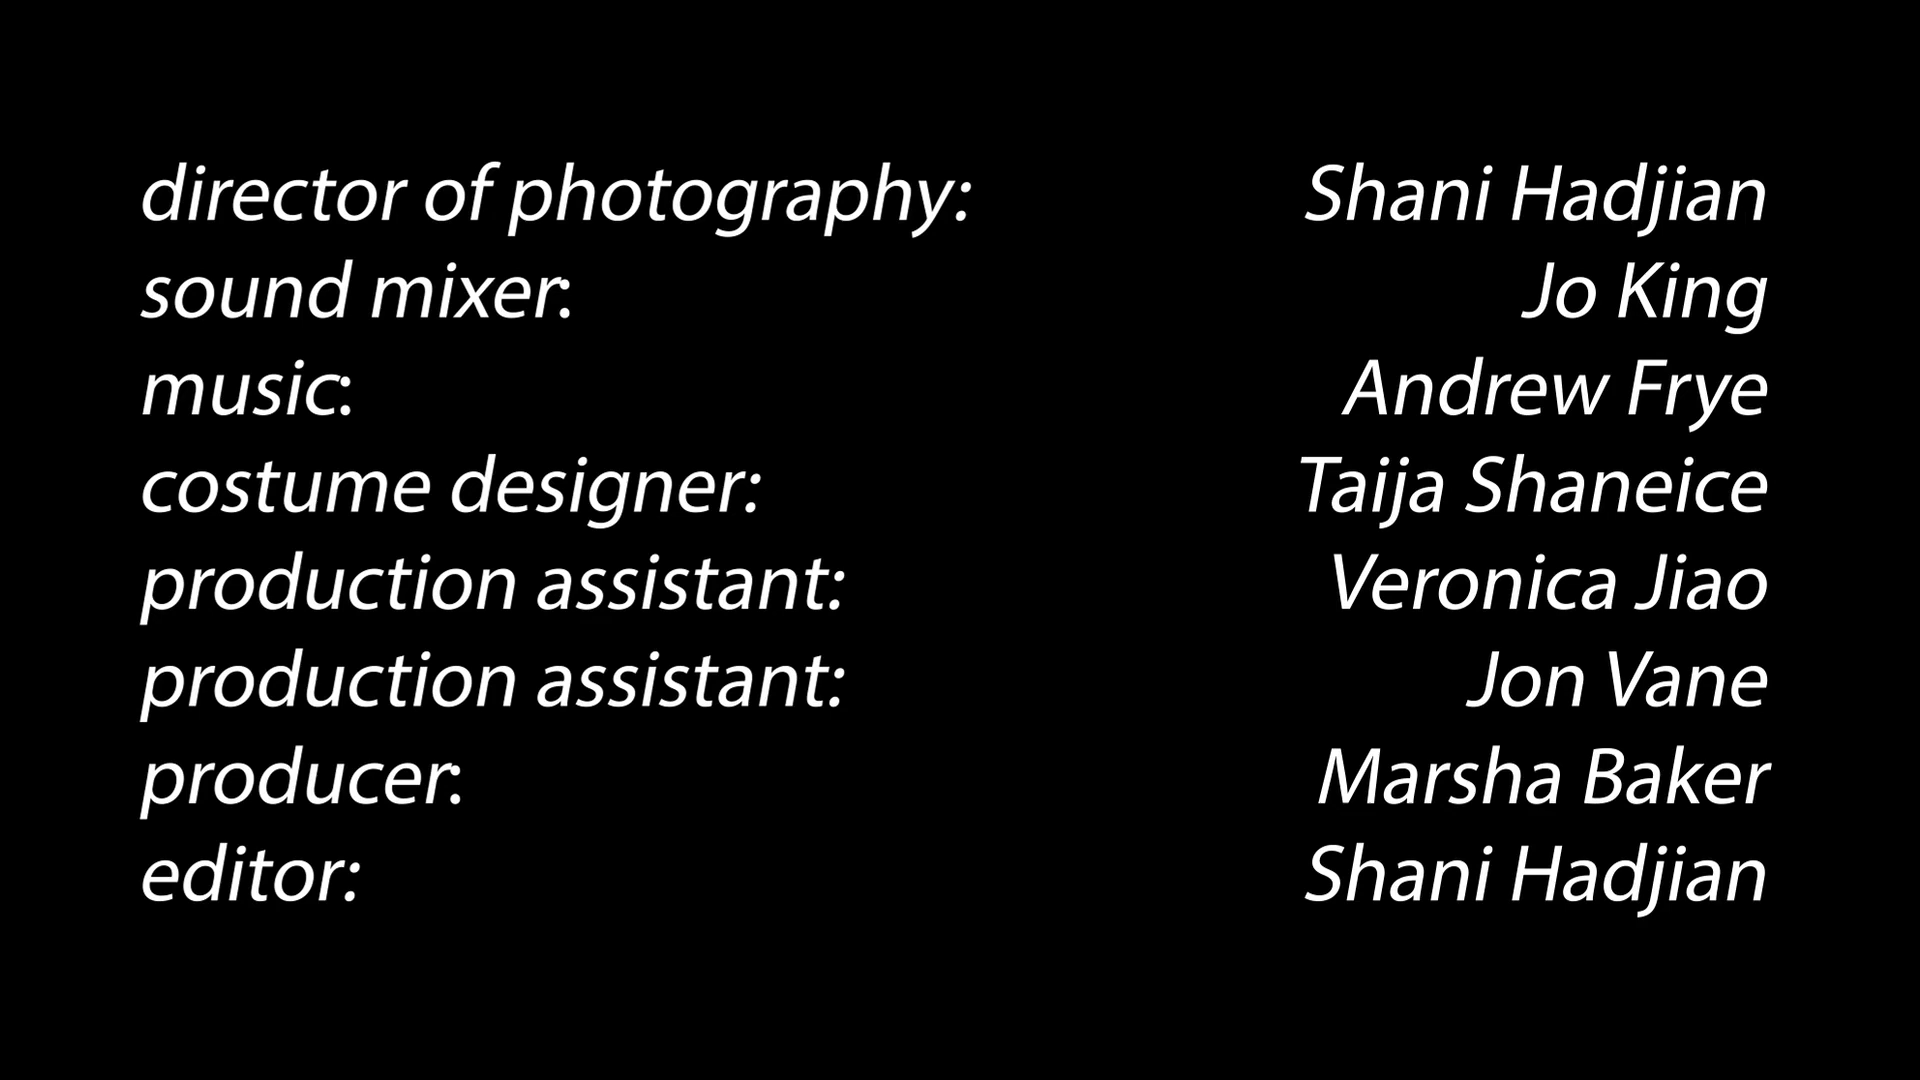 director of photography: Shani Hadjian
sound mixer: Jo King
music: Andrew Frye
costume designer: Taija Shaneice
production assistant: Veronica Jiao
production assistant: Jon Vane
producer: Marsha Baker
editor: Shani Hadjian